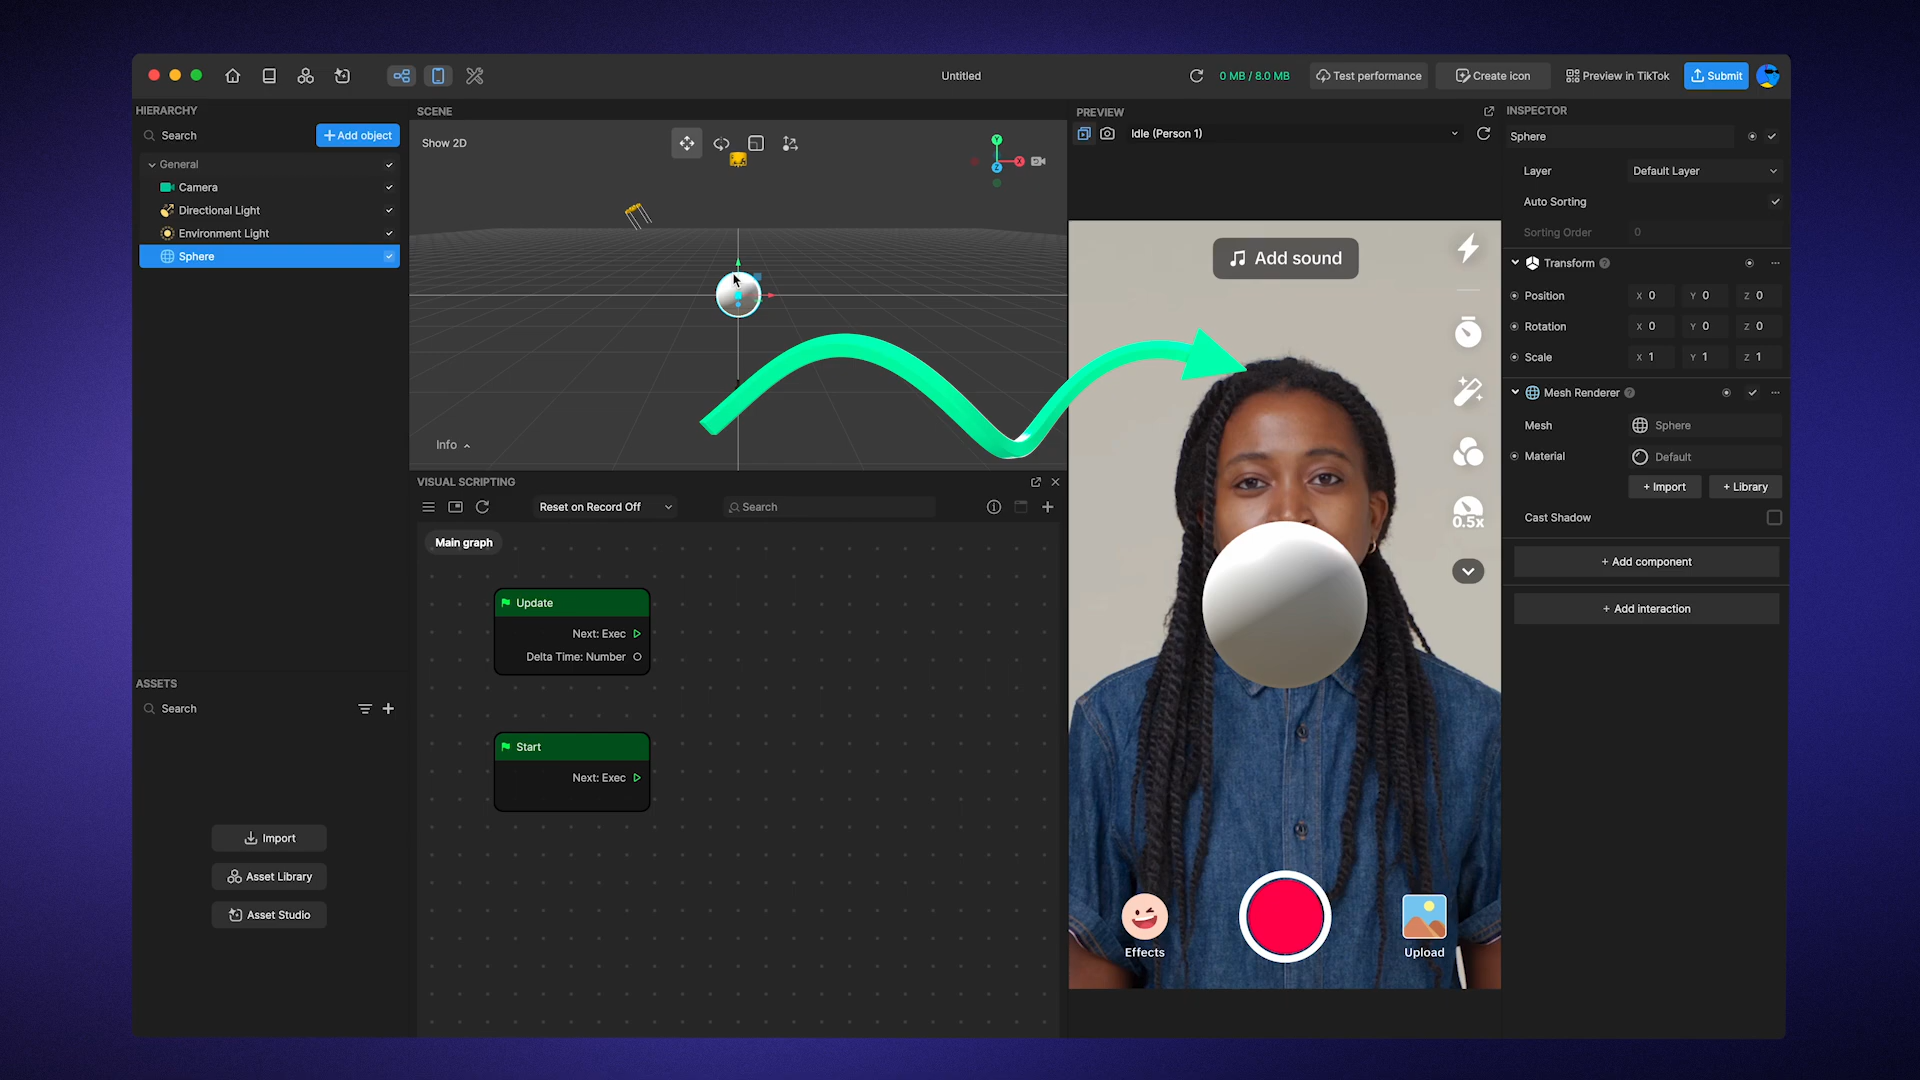 Untitled
0 MB / 8.0 MB
Test performance
Create icon
Preview in TikTok
Submit
HIERARCHY
Search
Add object
General
Camera
Directional Light
Environment Light
Sphere
ASSETS
Search
Import
Asset Library
Asset Studio
SCENE
Show 2D
Y
X
Z
Info
VISUAL SCRIPTING
Reset on Record Off
Search
Main graph
Update
Next: Exec
Delta Time: Number
Start
Next: Exec
PREVIEW
Idle (Person 1)
Add sound
0.5x
Effects
Upload
INSPECTOR
Sphere
Layer
Default Layer
Auto Sorting
Sorting Order
0
Transform
Position X 0 Y 0 Z 0
Rotation X 0 Y 0 Z 0
Scale X 1 Y 1 Z 1
Mesh Renderer
Mesh
Sphere
Material
Default
+ Import
+ Library
Cast Shadow
+ Add component
+ Add interaction